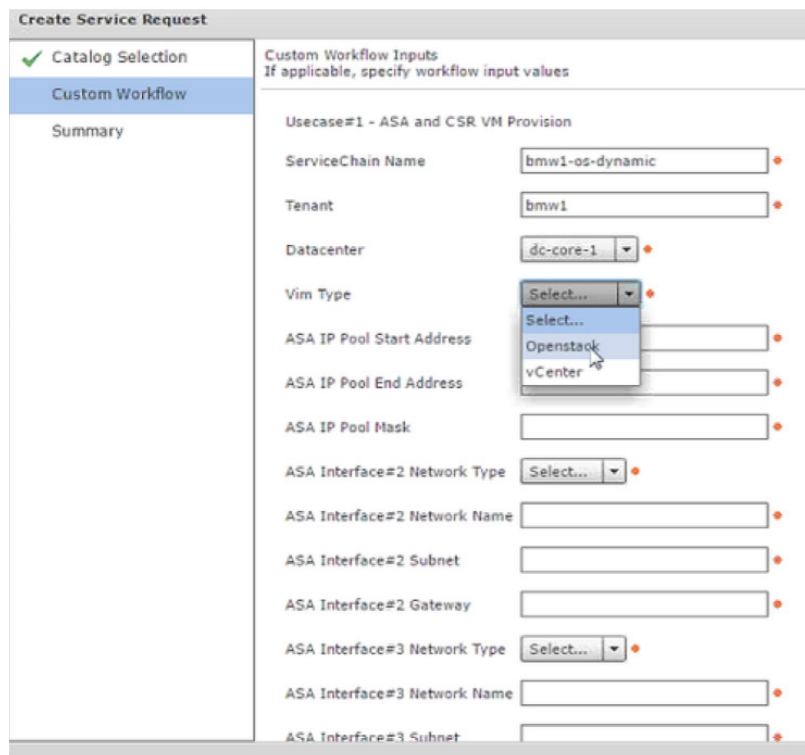 Create Service Request
Catalog Selection
Custom Workflow
Summary
Custom Workflow Inputs
If applicable, specify workflow input values
Usecase#1 - ASA and CSR VM Provision
ServiceChain Name
bmw1-os-dynamic
Tenant
bmw1
Datacenter
dc-core-1
Vim Type
Select...
Select...
Openstack
vCenter
ASA IP Pool Start Address
ASA IP Pool End Address
ASA IP Pool Mask
ASA Interface#2 Network Type
Select...
ASA Interface#2 Network Name
ASA Interface#2 Subnet
ASA Interface#2 Gateway
ASA Interface#3 Network Type
Select...
ASA Interface#3 Network Name
ASA Interface#3 Subnet